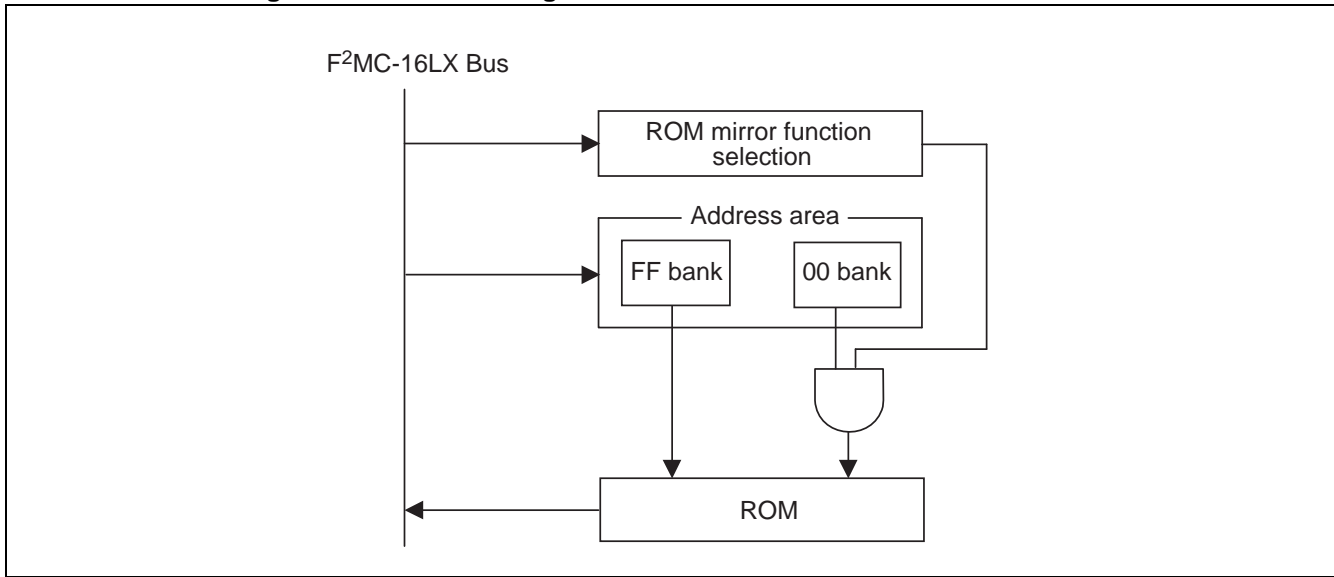 F²MC-16LX Bus
ROM mirror function
selection
Address area
FF bank
00 bank
ROM